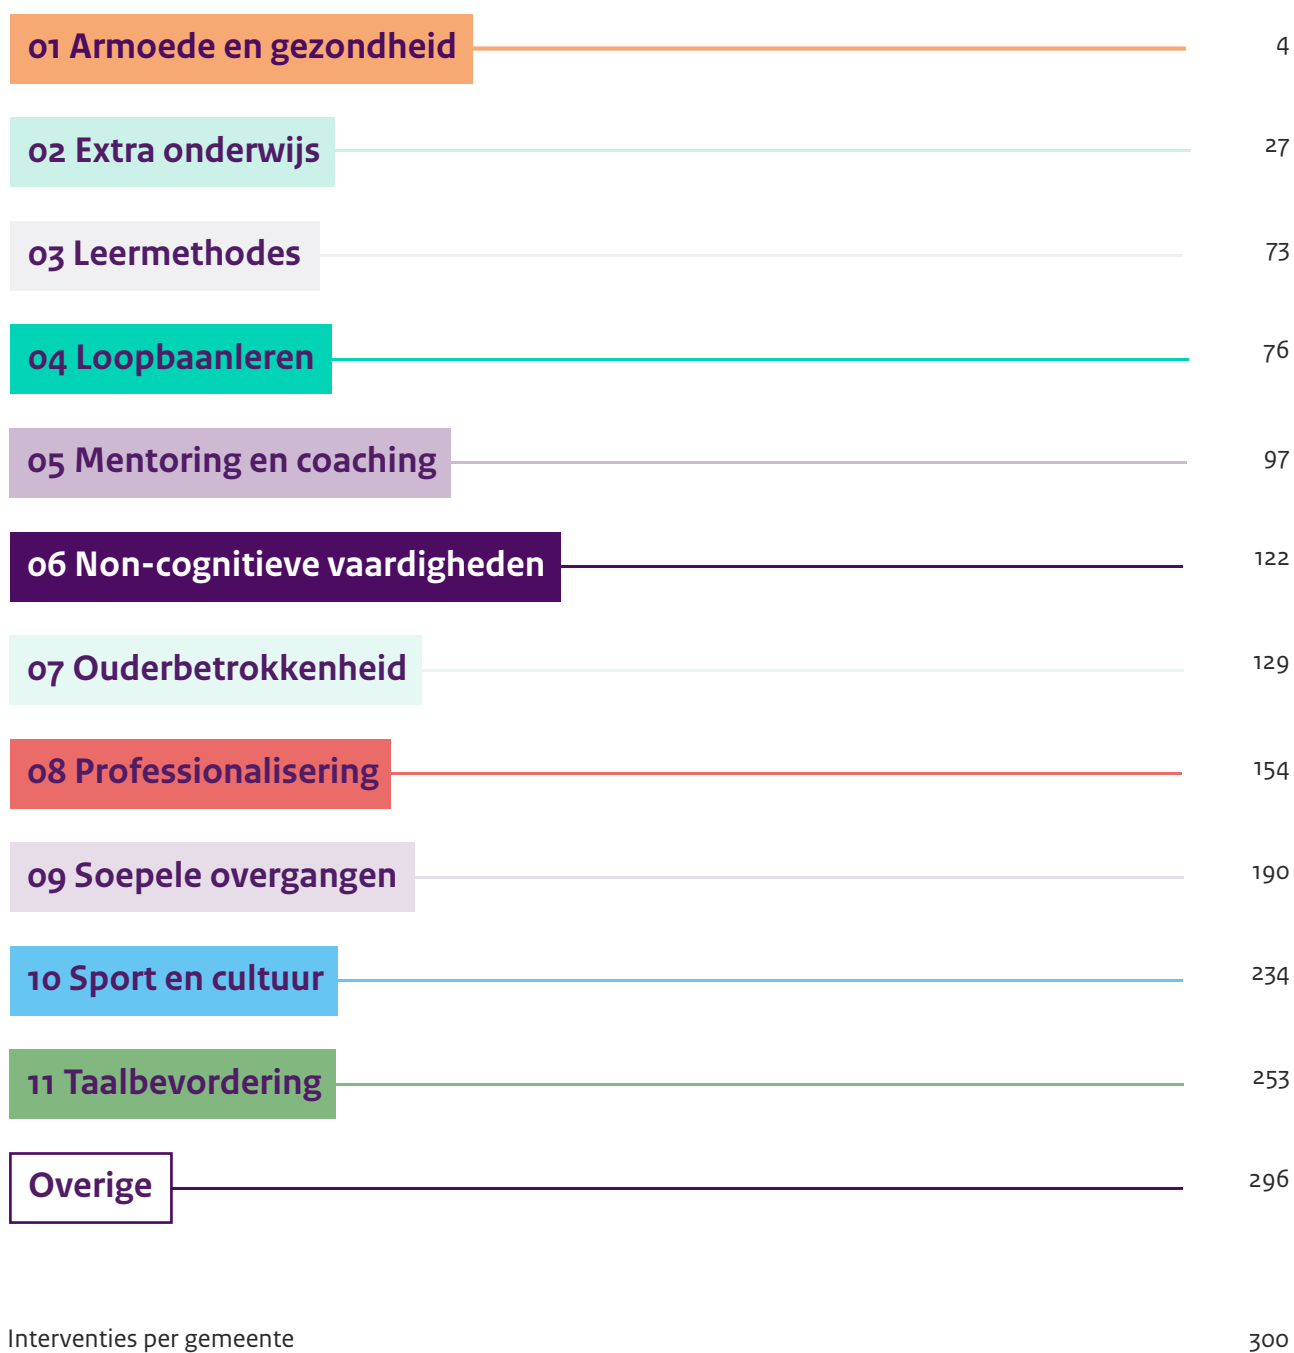 01 Armoede en gezondheid 4
02 Extra onderwijs 27
03 Leermethodes 73
04 Loopbaanleren 76
05 Mentoring en coaching 97
06 Non-cognitieve vaardigheden 122
07 Ouderbetrokkenheid 129
08 Professionalisering 154
09 Soepele overgangen 190
10 Sport en cultuur 234
11 Taalbevordering 253
Overige 296
Interventies per gemeente 300